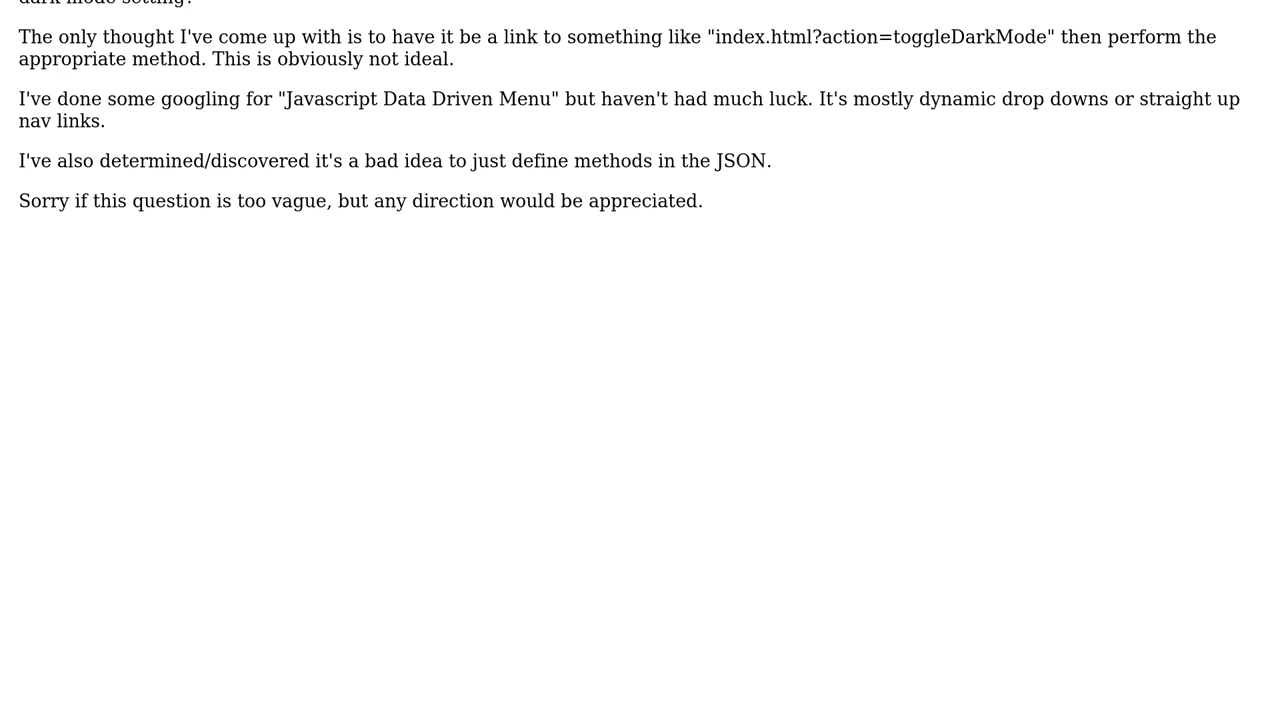 dark mode setting?
The only thought I've come up with is to have it be a link to something like "index.html?action=toggleDarkMode" then perform the
appropriate method. This is obviously not ideal.
I've done some googling for "Javascript Data Driven Menu" but haven't had much luck. It's mostly dynamic drop downs or straight up
nav links.
I've also determined/discovered it's a bad idea to just define methods in the JSON.
Sorry if this question is too vague, but any direction would be appreciated.